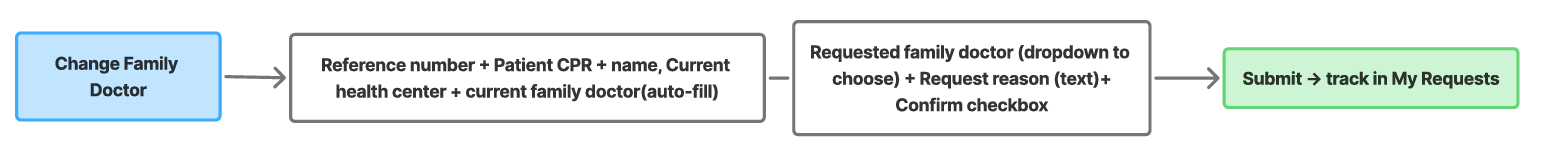 Change Family
Doctor
Reference number + Patient CPR + name, Current
health center + current family doctor(auto-fill)
Requested family doctor (dropdown to
choose) + Request reason (text)+
Confirm checkbox
Submit → track in My Requests